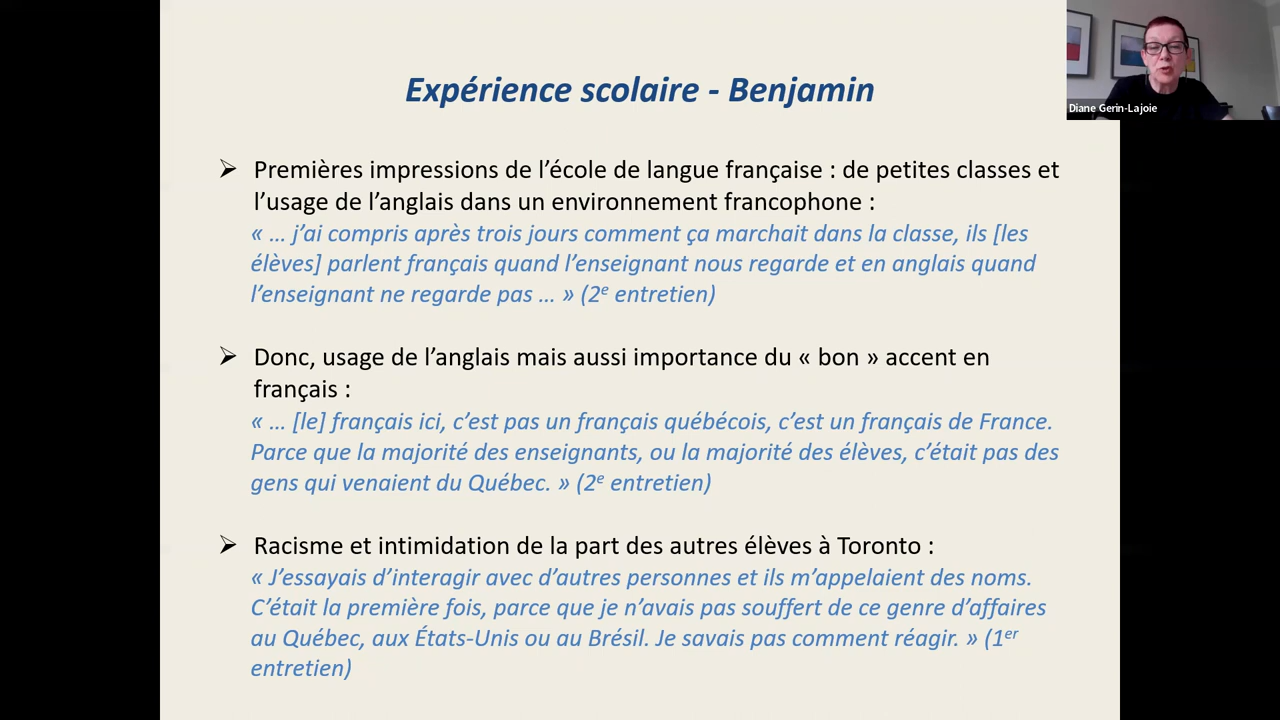 Expérience scolaire - Benjamin
Diane Gerin-Lajoie
➢ Premières impressions de l’école de langue française : de petites classes et
l’usage de l’anglais dans un environnement francophone :
« … j’ai compris après trois jours comment ça marchait dans la classe, ils [les
élèves] parlent français quand l’enseignant nous regarde et en anglais quand
l’enseignant ne regarde pas … » (2e entretien)
➢ Donc, usage de l’anglais mais aussi importance du « bon » accent en
français :
« … [le] français ici, c’est pas un français québécois, c’est un français de France.
Parce que la majorité des enseignants, ou la majorité des élèves, c’était pas des
gens qui venaient du Québec. » (2e entretien)
➢ Racisme et intimidation de la part des autres élèves à Toronto :
« J’essayais d’interagir avec d’autres personnes et ils m’appelaient des noms.
C’était la première fois, parce que je n’avais pas souffert de ce genre d’affaires
au Québec, aux États-Unis ou au Brésil. Je savais pas comment réagir. » (1er
entretien)